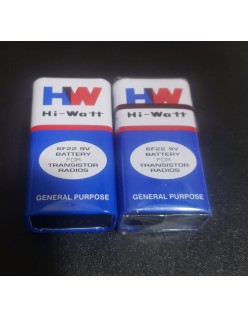 HW
Hi-Watt
6F22 9V
BATTERY
FOR
TRANSISTOR
RADIOS
GENERAL PURPOSE
HW
Hi-Watt
6F22 9V
BATTERY
FOR
TRANSISTOR
RADIOS
GENERAL PURPOSE